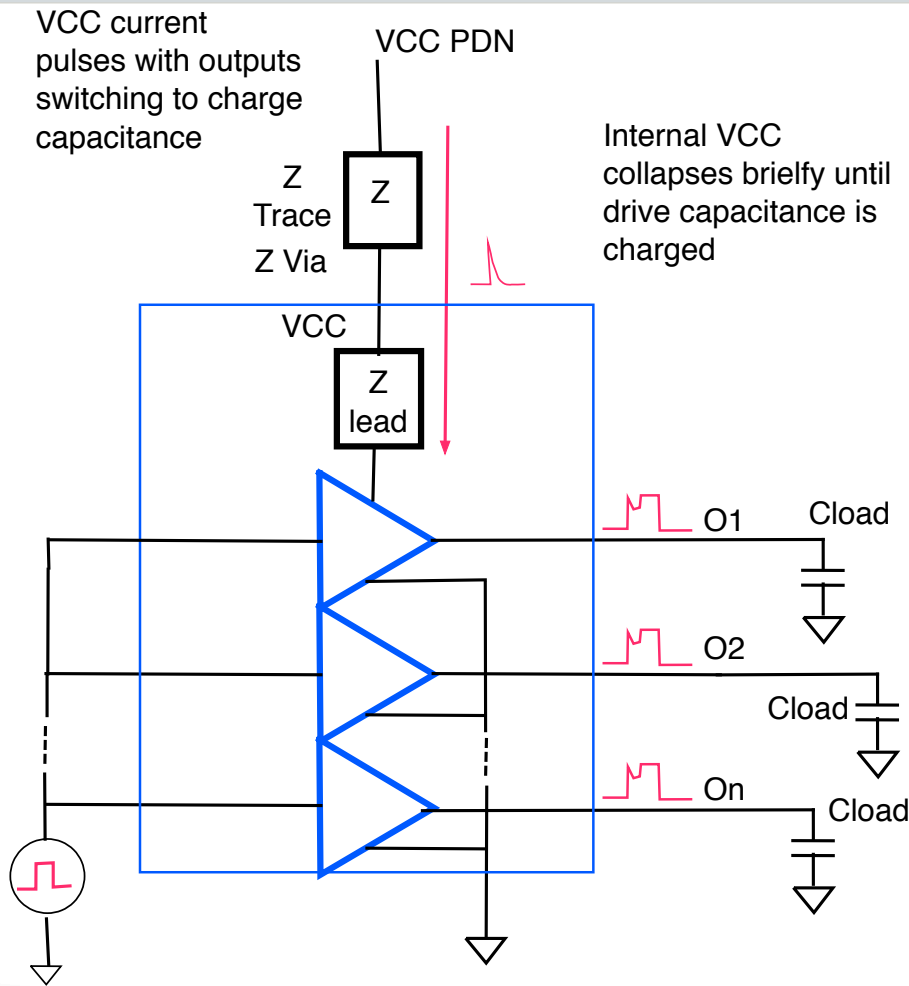 VCC current
pulses with outputs
switching to charge
capacitance
VCC PDN
Internal VCC
collapses brielfy until
drive capacitance is
charged
Z
Trace
Z Via
Z
VCC
Z
lead
O1
Cload
O2
Cload
On
Cload